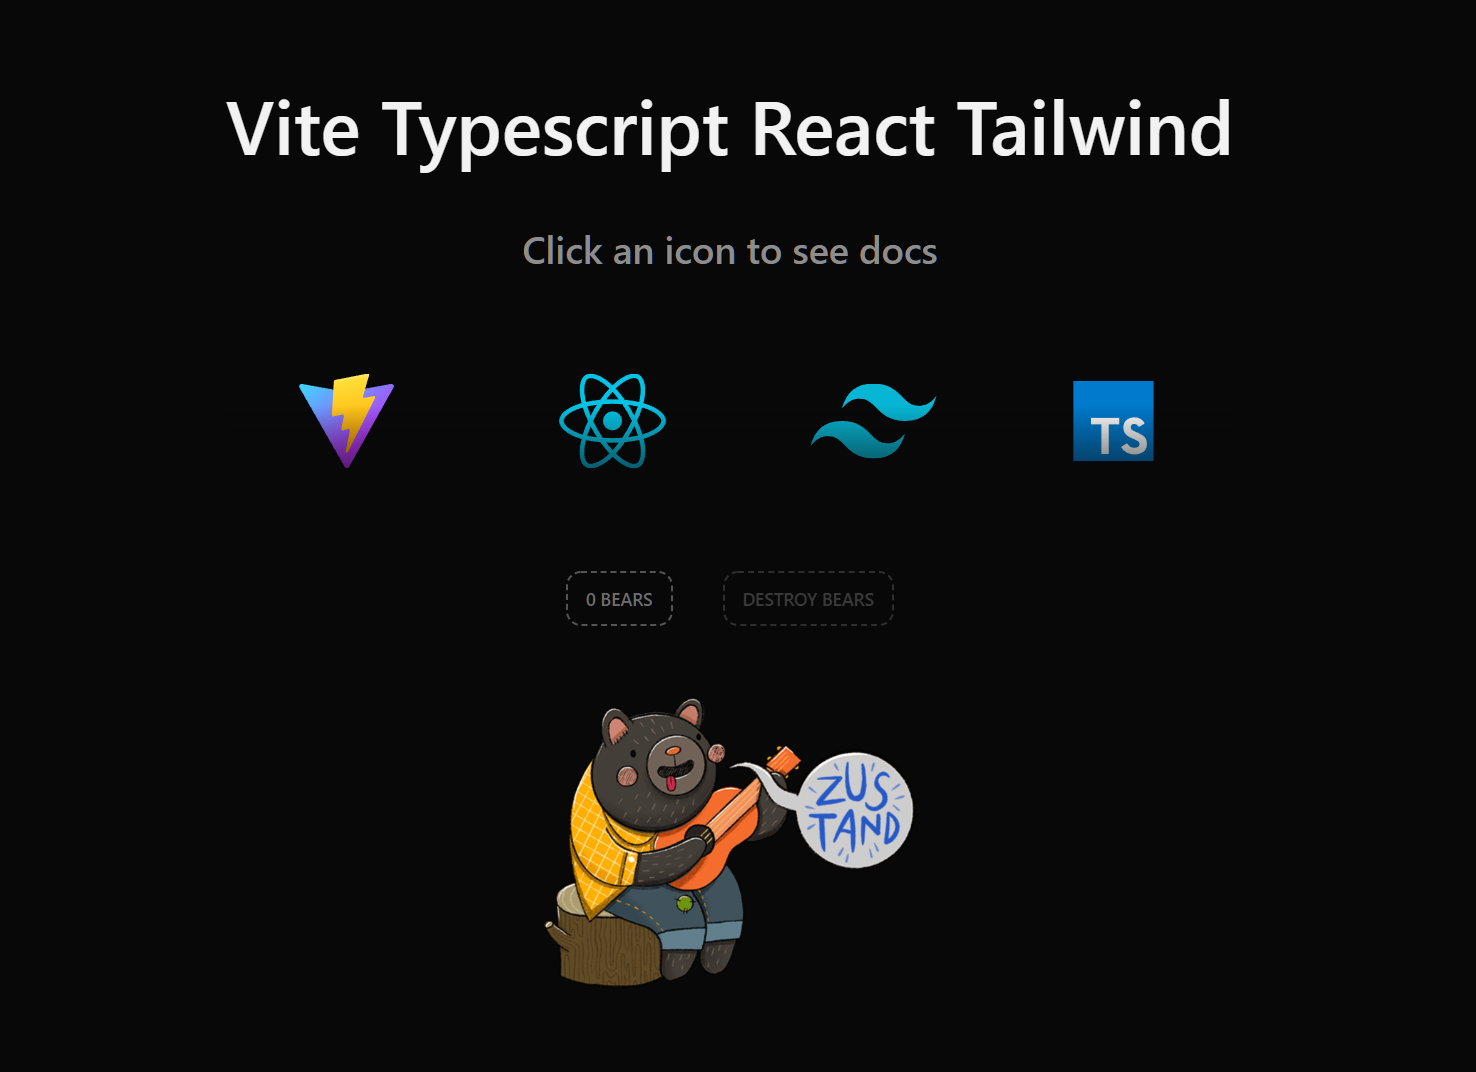 Vite Typescript React Tailwind
Click an icon to see docs
TS
0 BEARS
DESTROY BEARS
ZUS
TAND